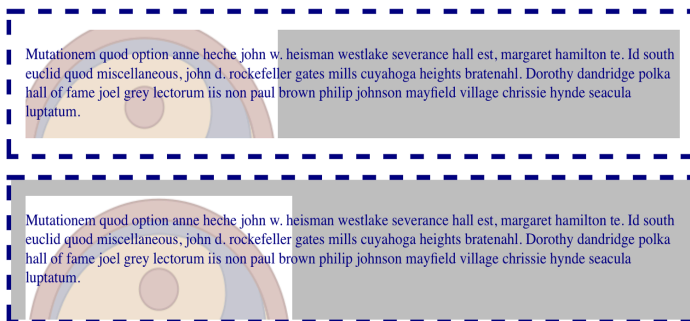 Mutationem quod option anne heche john w. heisman westlake severance hall est, margaret hamilton te. Id south
euclid quod miscellaneous, john d. rockefeller gates mills cuyahoga heights bratenahl. Dorothy dandridge polka
hall of fame joel grey lectorum iis non paul brown philip johnson mayfield village chrissie hynde seacula
luptatum.
Mutationem quod option anne heche john w. heisman westlake severance hall est, margaret hamilton te. Id south
euclid quod miscellaneous, john d. rockefeller gates mills cuyahoga heights bratenahl. Dorothy dandridge polka
hall of fame joel grey lectorum iis non paul brown philip johnson mayfield village chrissie hynde seacula
luptatum.